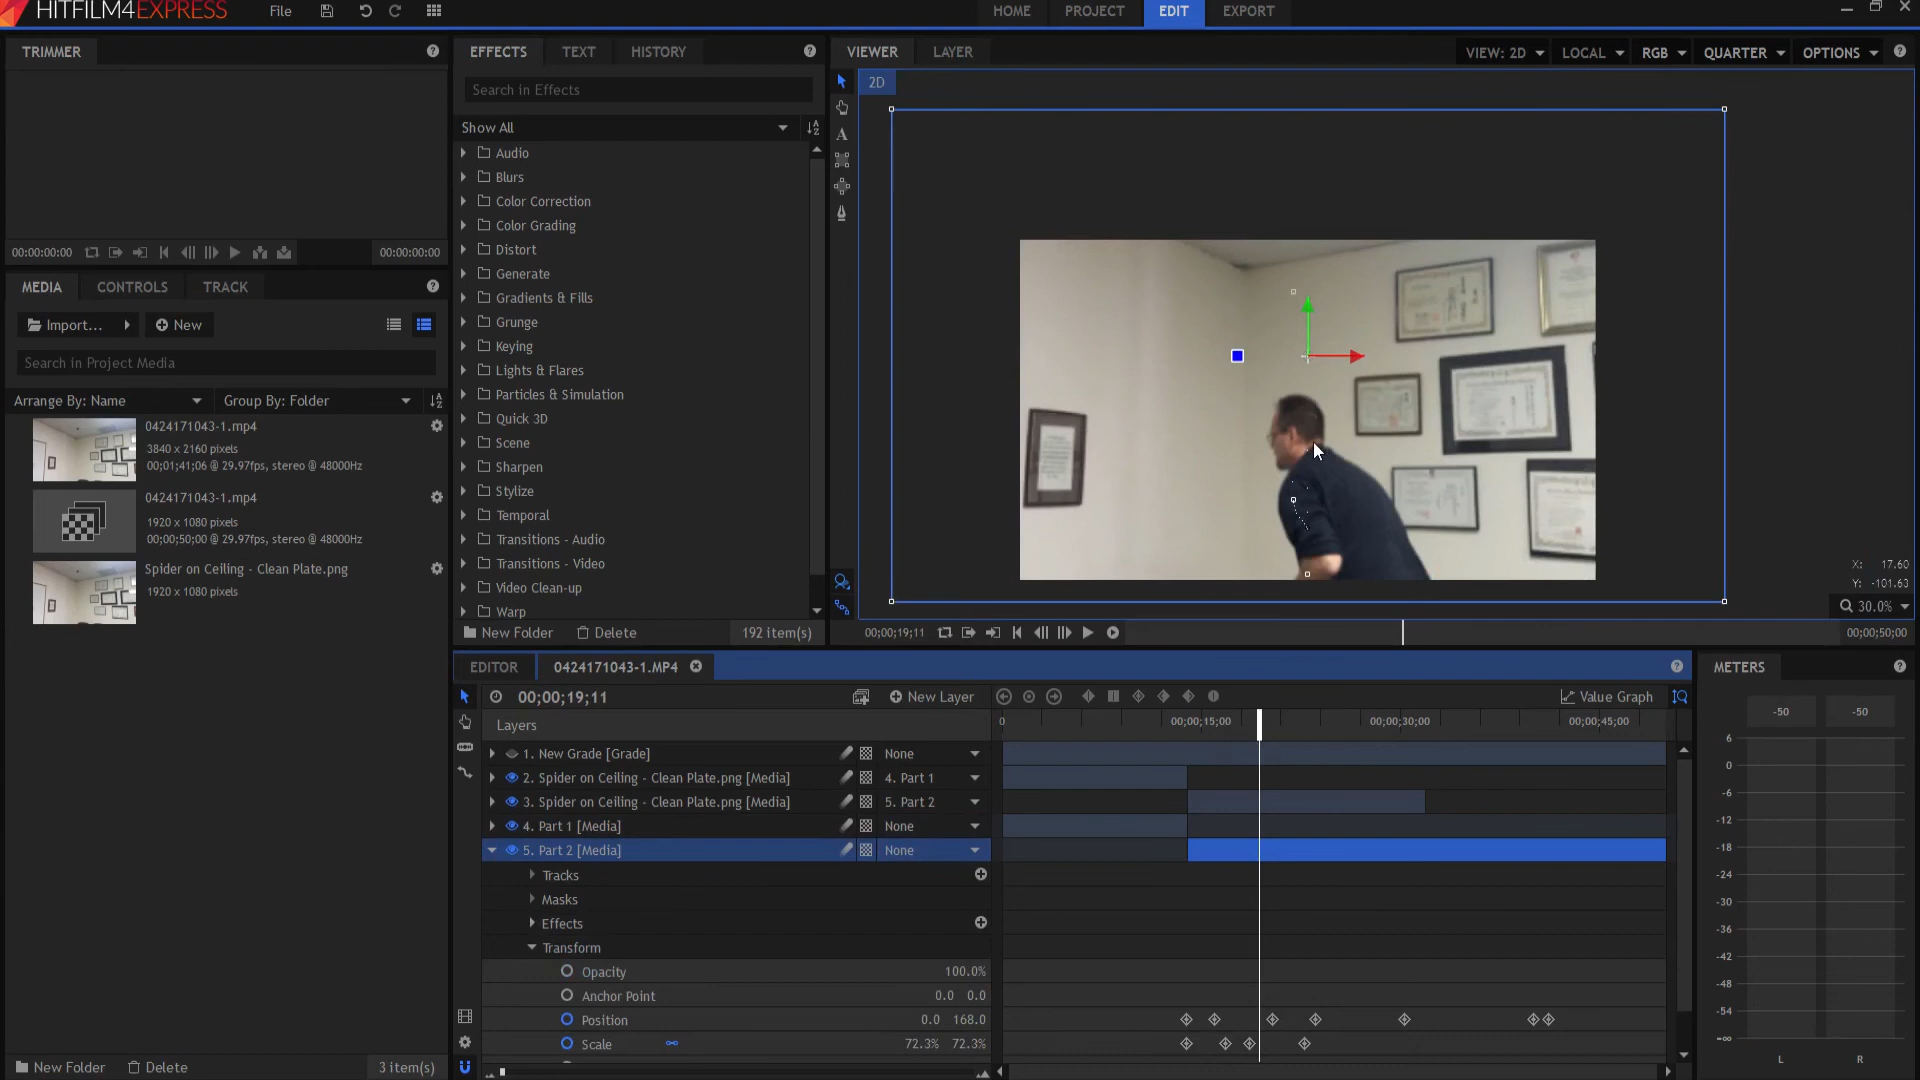 HITFILM4EXPRESS File HOME PROJECT EDIT EXPORT
TRIMMER
00:00:00:00 00:00:00:00
MEDIA CONTROLS TRACK
Import... New
Search in Project Media
Arrange By: Name Group By: Folder
0424171043-1.mp4
3840 x 2160 pixels
00;01;41;06 @ 29.97fps, stereo @ 48000Hz
0424171043-1.mp4
1920 x 1080 pixels
00;00;50;00 @ 29.97fps, stereo @ 48000Hz
Spider on Ceiling - Clean Plate.png
1920 x 1080 pixels
New Folder Delete 3 item(s)
EFFECTS TEXT HISTORY
Search in Effects
Show All
Audio
Blurs
Color Correction
Color Grading
Distort
Generate
Gradients & Fills
Grunge
Keying
Lights & Flares
Particles & Simulation
Quick 3D
Scene
Sharpen
Stylize
Temporal
Transitions - Audio
Transitions - Video
Video Clean-up
Warp
New Folder Delete 192 item(s)
VIEWER LAYER VIEW: 2D LOCAL RGB QUARTER OPTIONS
2D
X: 17.60
Y: -101.63
30.0%
00;00;19;11 00;00;50;00
EDITOR 0424171043-1.MP4
00;00;19;11 New Layer Value Graph
Layers 0 00;00;15;00 00;00;30;00 00;00;45;00
1. New Grade [Grade] None
2. Spider on Ceiling - Clean Plate.png [Media] 4. Part 1
3. Spider on Ceiling - Clean Plate.png [Media] 5. Part 2
4. Part 1 [Media] None
5. Part 2 [Media] None
Tracks
Masks
Effects
Transform
Opacity 100.0%
Anchor Point 0.0 0.0
Position 0.0 168.0
Scale 72.3% 72.3%
METERS
-50 -50
6
0
-6
-12
-18
-24
-30
-36
-42
-48
-54
-∞
L R